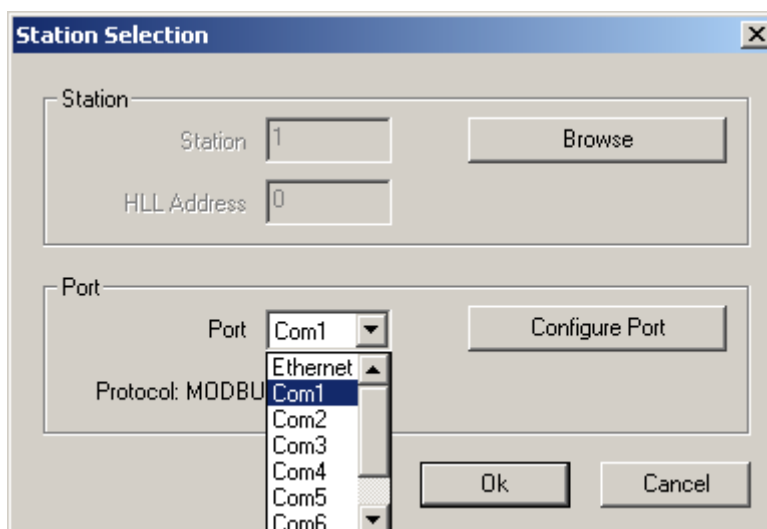 Station Selection
Station
Station 1 Browse
HLL Address 0
Port
Port Com1 Configure Port
Ethernet
Protocol: MODBU Com1
Com2
Com3
Com4
Com5 Ok Cancel
Com6